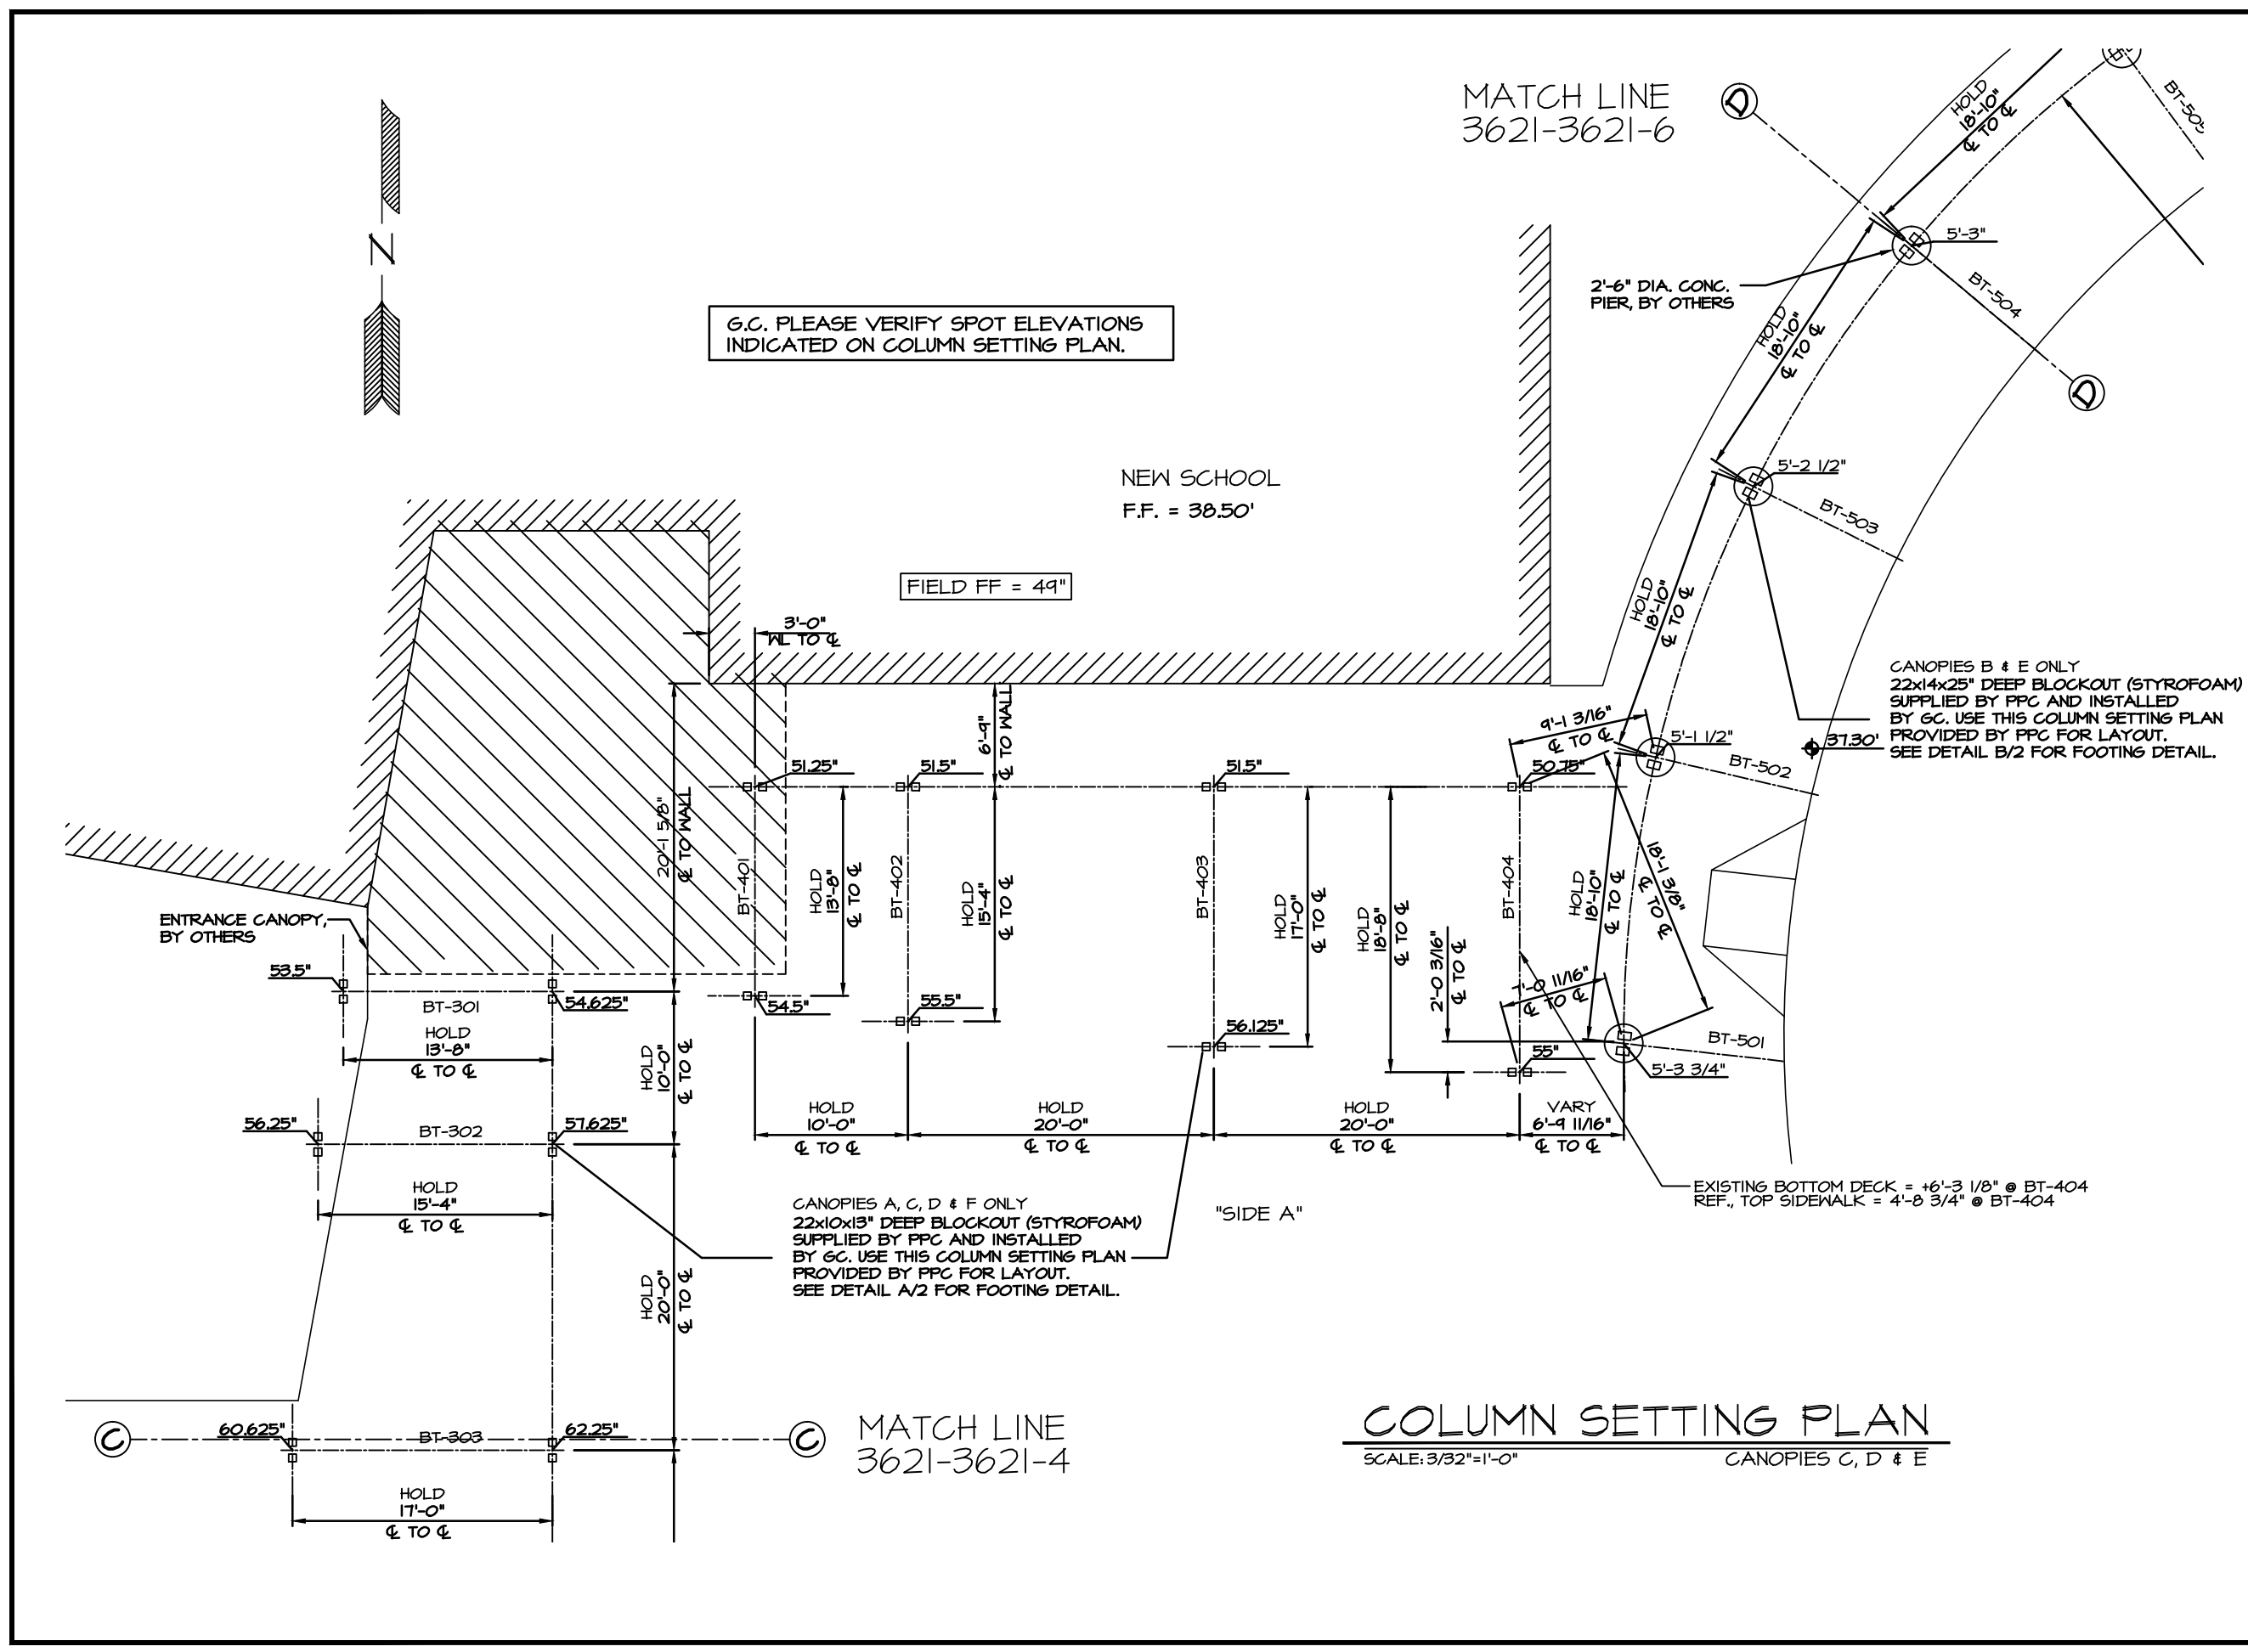 MATCH LINE
3621-3621-6
D
HOLD
18'-10"
℄ TO ℄
BT-505
N
5'-3"
2'-6" DIA. CONC.
PIER, BY OTHERS
BT-504
D
HOLD
18'-10"
℄ TO ℄
G.C. PLEASE VERIFY SPOT ELEVATIONS
INDICATED ON COLUMN SETTING PLAN.
NEW SCHOOL
F.F. = 38.50'
5'-2 1/2"
BT-503
FIELD FF = 49"
HOLD
18'-10"
℄ TO ℄
3'-0"
WL TO ℄
CANOPIES B & E ONLY
22x14x25" DEEP BLOCKOUT (STYROFOAM)
SUPPLIED BY PPC AND INSTALLED
BY GC. USE THIS COLUMN SETTING PLAN
PROVIDED BY PPC FOR LAYOUT.
SEE DETAIL B/2 FOR FOOTING DETAIL.
37.30'
6'-9"
℄ TO WALL
9'-1 3/16"
℄ TO ℄
5'-1 1/2"
BT-502
51.25"
51.5"
51.5"
50.75"
20'-1 5/8"
℄ TO WALL
BT-401
HOLD
13'-8"
℄ TO ℄
BT-402
HOLD
15'-4"
℄ TO ℄
BT-403
HOLD
17'-0"
℄ TO ℄
HOLD
18'-8"
℄ TO ℄
BT-404
HOLD
18'-10"
℄ TO ℄
18'-1 3/8"
℄ TO ℄
ENTRANCE CANOPY,
BY OTHERS
53.5"
54.625"
BT-301
HOLD
13'-8"
℄ TO ℄
54.5"
55.5"
56.125"
2'-0 3/16"
℄ TO ℄
7'-0 11/16"
℄ TO ℄
55"
BT-501
5'-3 3/4"
HOLD
10'-0"
℄ TO ℄
HOLD
10'-0"
℄ TO ℄
HOLD
20'-0"
℄ TO ℄
HOLD
20'-0"
℄ TO ℄
VARY
6'-9 11/16"
℄ TO ℄
56.25"
BT-302
57.625"
HOLD
15'-4"
℄ TO ℄
EXISTING BOTTOM DECK = +6'-3 1/8" @ BT-404
REF., TOP SIDEWALK = 4'-8 3/4" @ BT-404
CANOPIES A, C, D & F ONLY
22x10x13" DEEP BLOCKOUT (STYROFOAM)
SUPPLIED BY PPC AND INSTALLED
BY GC. USE THIS COLUMN SETTING PLAN
PROVIDED BY PPC FOR LAYOUT.
SEE DETAIL A/2 FOR FOOTING DETAIL.
"SIDE A"
HOLD
20'-0"
℄ TO ℄
60.625"
BT-303
62.25"
C
C
MATCH LINE
3621-3621-4
HOLD
17'-0"
℄ TO ℄
COLUMN SETTING PLAN
SCALE: 3/32"=1'-0"
CANOPIES C, D & E